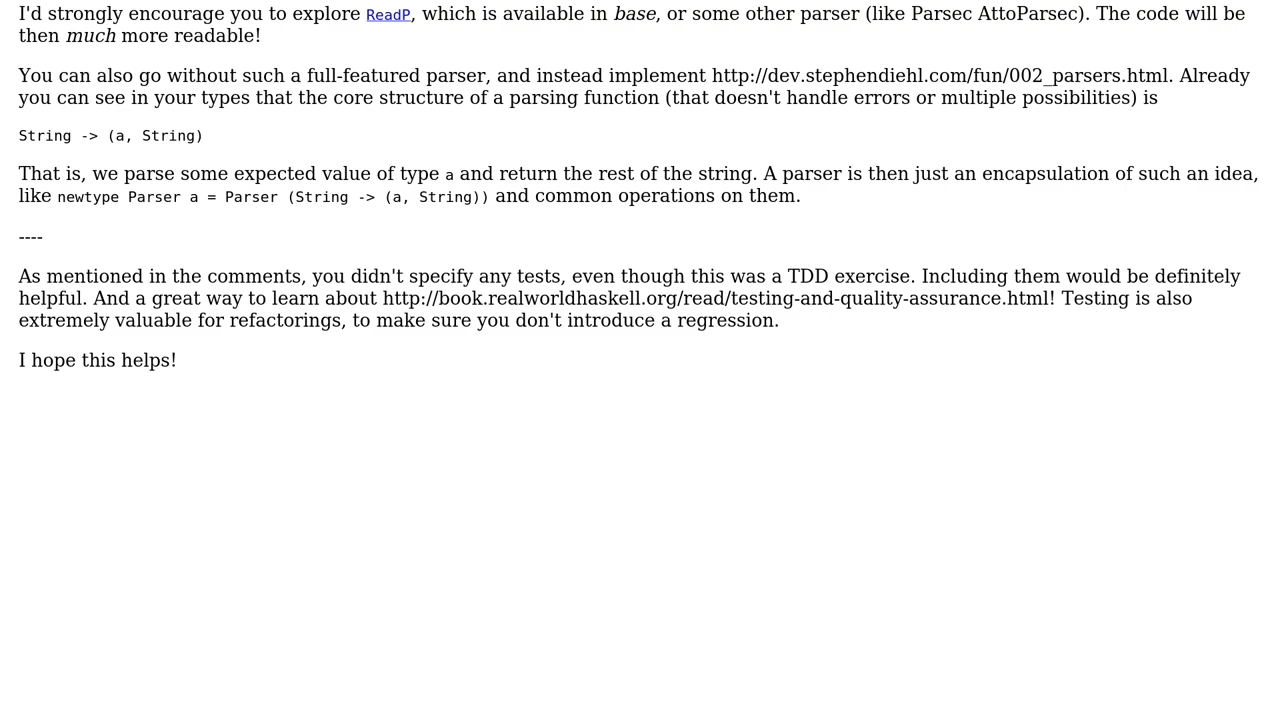 I'd strongly encourage you to explore ReadP, which is available in base, or some other parser (like Parsec AttoParsec). The code will be
then much more readable!
You can also go without such a full-featured parser, and instead implement http://dev.stephendiehl.com/fun/002_parsers.html. Already
you can see in your types that the core structure of a parsing function (that doesn't handle errors or multiple possibilities) is
String -> (a, String)
That is, we parse some expected value of type a and return the rest of the string. A parser is then just an encapsulation of such an idea,
like newtype Parser a = Parser (String -> (a, String)) and common operations on them.
----
As mentioned in the comments, you didn't specify any tests, even though this was a TDD exercise. Including them would be definitely
helpful. And a great way to learn about http://book.realworldhaskell.org/read/testing-and-quality-assurance.html! Testing is also
extremely valuable for refactorings, to make sure you don't introduce a regression.
I hope this helps!